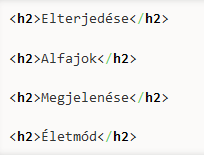 <h2>Elterjedése</h2>
<h2>Alfajok</h2>
<h2>Megjelenése</h2>
<h2>Életmód</h2>